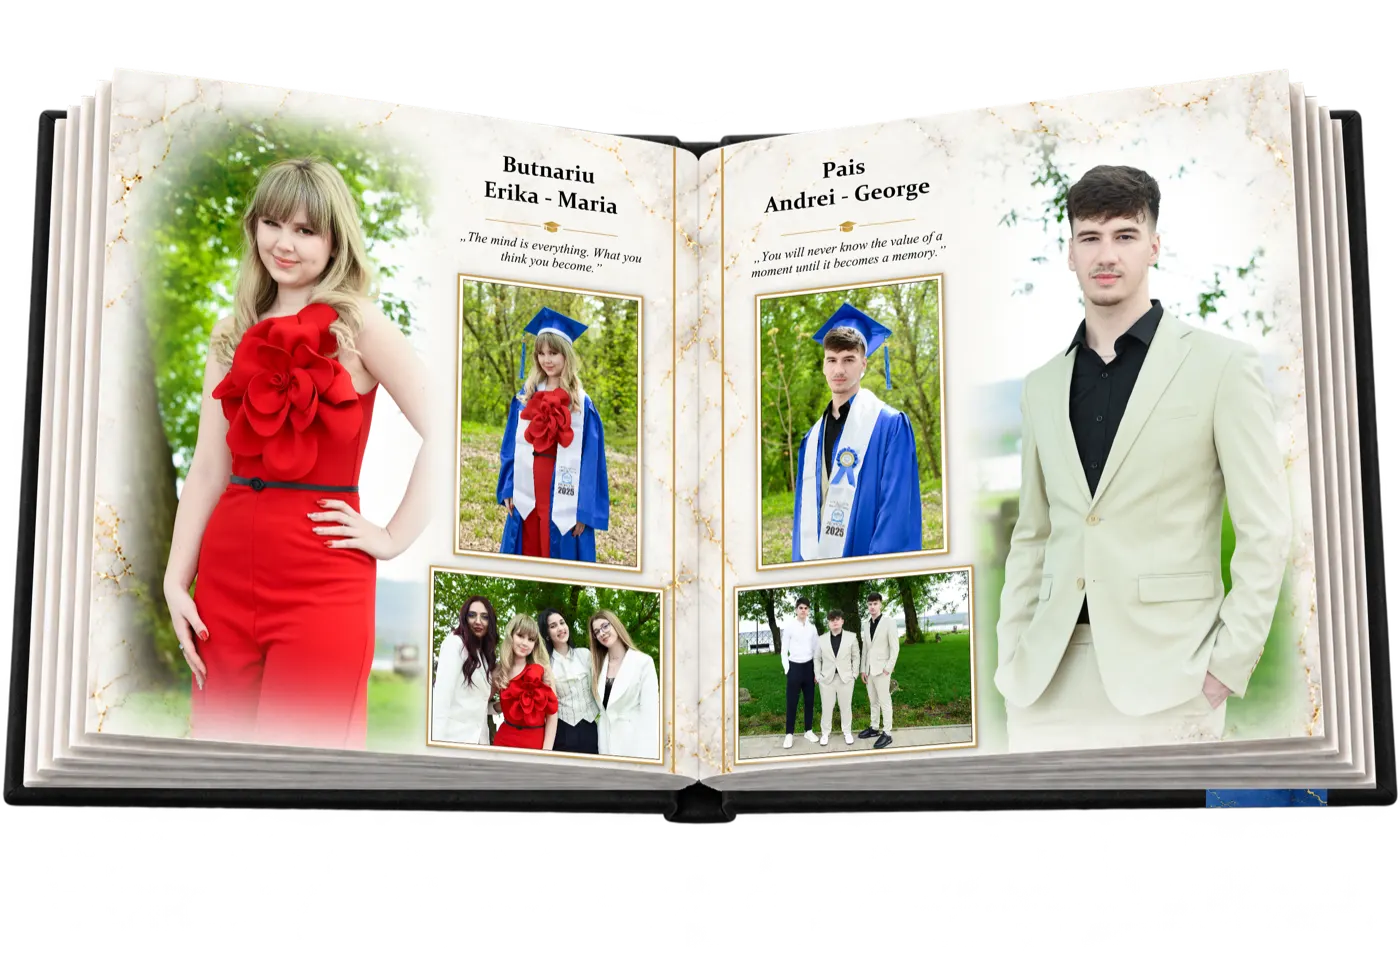 Butnariu
Erika - Maria
„The mind is everything. What you
think you become.”
2025
Pais
Andrei - George
„You will never know the value of a
moment until it becomes a memory.”
2025